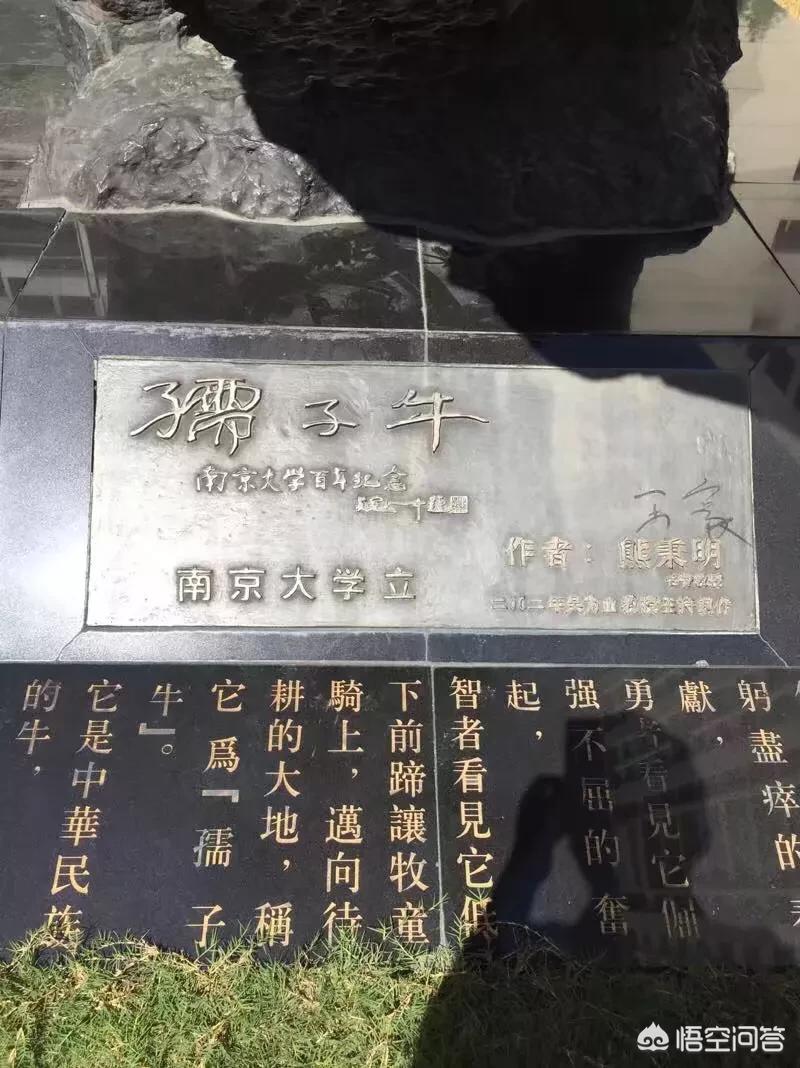 孺子牛
南京大学百年纪念
南京大学立
作者：熊秉明
躬盡瘁的
獻，
勇者看見它倔
强不屈的奮
起，
智者看見它低
下前蹄讓牧童
騎上，邁向待
耕的大地，稱
它爲『孺子
牛』。
它是中華民族
的牛，
悟空问答